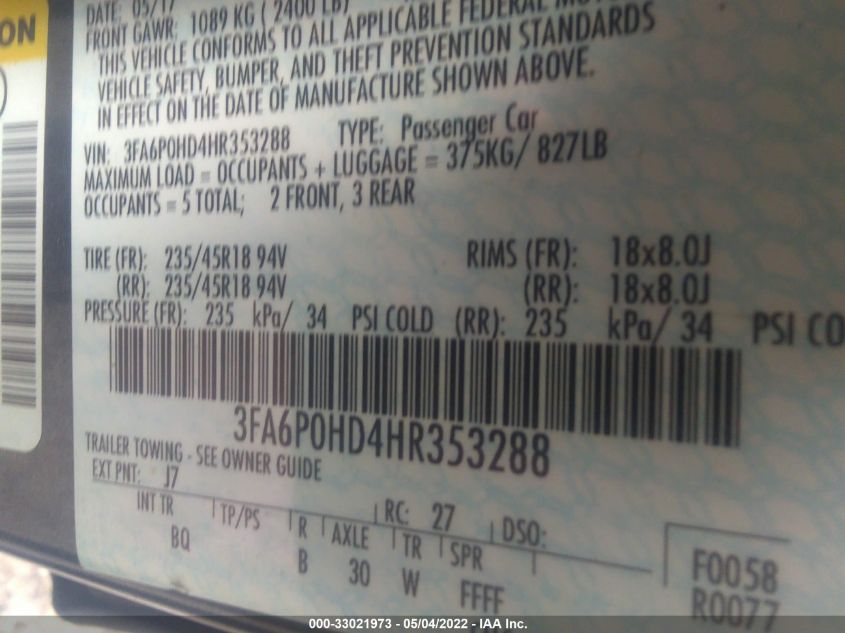 ON
DATE: 05/17
FRONT GAWR: 1089 KG ( 2400 LB)
THIS VEHICLE CONFORMS TO ALL APPLICABLE FEDERAL
VEHICLE SAFETY, BUMPER, AND THEFT PREVENTION STANDARDS
IN EFFECT ON THE DATE OF MANUFACTURE SHOWN ABOVE.
VIN: 3FA6P0HD4HR353288 TYPE: Passenger Car
MAXIMUM LOAD = OCCUPANTS + LUGGAGE = 375KG/ 827LB
OCCUPANTS = 5 TOTAL; 2 FRONT, 3 REAR
TIRE (FR): 235/45R18 94V RIMS (FR): 18x8.0J
(RR): 235/45R18 94V (RR): 18x8.0J
PRESSURE (FR): 235 kPa/ 34 PSI COLD (RR): 235 kPa/ 34 PSI CO
3FA6P0HD4HR353288
TRAILER TOWING - SEE OWNER GUIDE
EXT PNT: J7 RC: 27 DSO:
INT TR TP/PS R AXLE TR SPR
BQ B 30 W FFFF
F0058
R0077
000-33021973 - 05/04/2022 - IAA Inc.